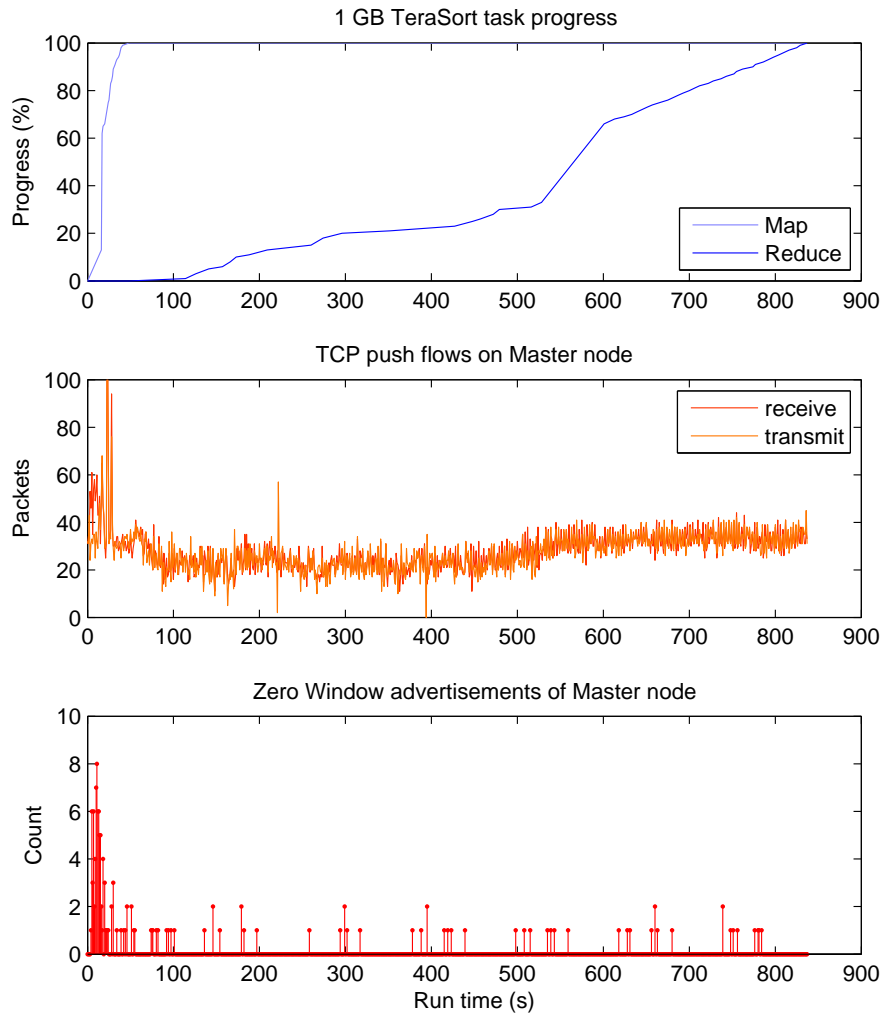 1 GB TeraSort task progress
100
80
60
40
20
0
Progress (%)
Map
Reduce
0 100 200 300 400 500 600 700 800 900
TCP push flows on Master node
100
80
60
40
20
0
Packets
receive
transmit
0 100 200 300 400 500 600 700 800 900
Zero Window advertisements of Master node
10
8
6
4
2
0
Count
0 100 200 300 400 500 600 700 800 900
Run time (s)